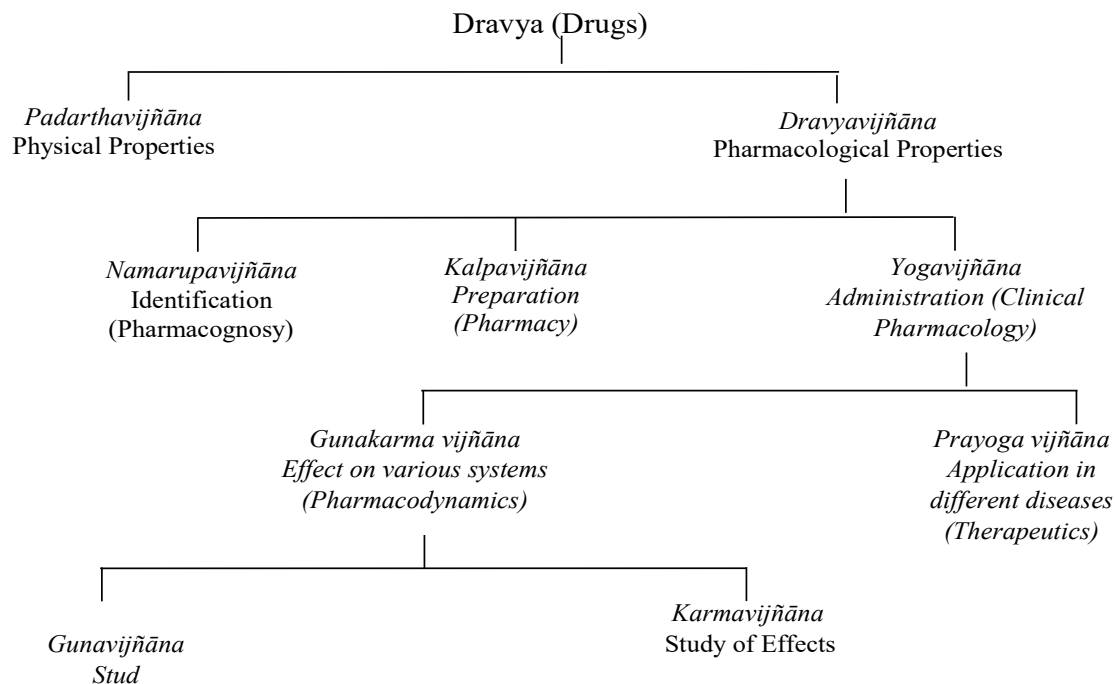 Dravya (Drugs)
Padarthavijñāna
Physical Properties
Dravyavijñāna
Pharmacological Properties
Namarupavijñāna
Identification
(Pharmacognosy)
Kalpavijñāna
Preparation
(Pharmacy)
Yogavijñāna
Administration (Clinical
Pharmacology)
Gunakarma vijñāna
Effect on various systems
(Pharmacodynamics)
Prayoga vijñāna
Application in
different diseases
(Therapeutics)
Gunavijñāna
Stud
Karmavijñāna
Study of Effects